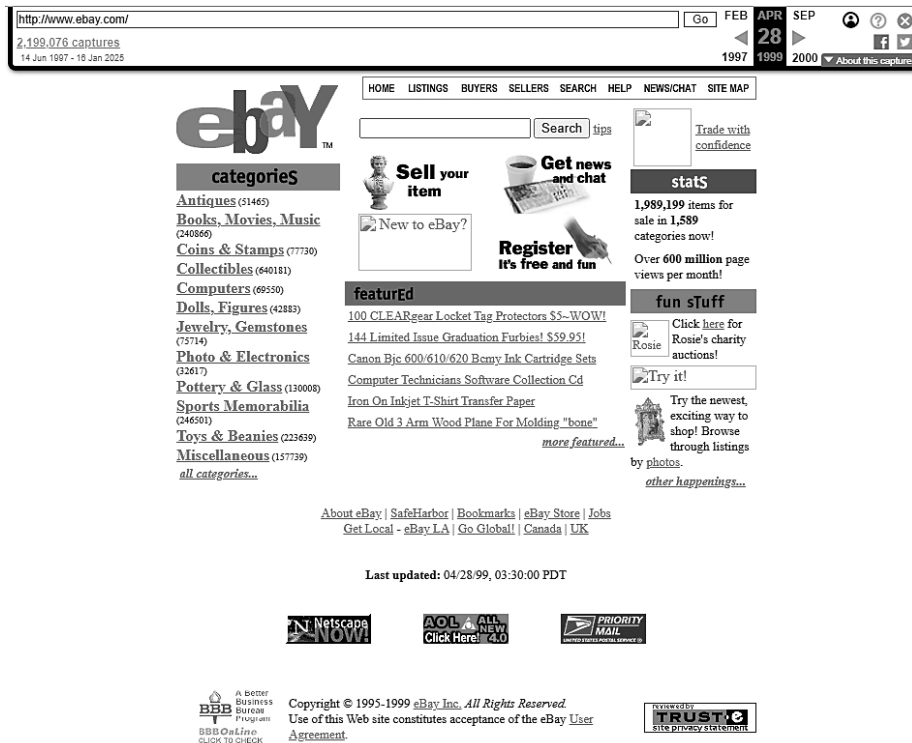 http://www.ebay.com/
Go
FEB
APR
SEP
2,199,076 captures
28
14 Jun 1997 - 16 Jan 2025
1997
1999
2000
About this capture
ebaY™
HOME LISTINGS BUYERS SELLERS SEARCH HELP NEWS/CHAT SITE MAP
Search
tips
Trade with
confidence
categorieS
Antiques (51465)
Books, Movies, Music
(240866)
Coins & Stamps (77730)
Collectibles (640181)
Computers (69550)
Dolls, Figures (42883)
Jewelry, Gemstones
(75714)
Photo & Electronics
(32617)
Pottery & Glass (130008)
Sports Memorabilia
(246501)
Toys & Beanies (223639)
Miscellaneous (157739)
all categories...
Sell your
item
Get news
and chat
New to eBay?
Register
It's free and fun
featurEd
100 CLEARgear Locket Tag Protectors $5~WOW!
144 Limited Issue Graduation Furbies! $59.95!
Canon Bjc 600/610/620 Bcmy Ink Cartridge Sets
Computer Technicians Software Collection Cd
Iron On Inkjet T-Shirt Transfer Paper
Rare Old 3 Arm Wood Plane For Molding "bone"
more featured...
statS
1,989,199 items for
sale in 1,589
categories now!
Over 600 million page
views per month!
fun sTuff
Rosie
Click here for
Rosie's charity
auctions!
Try it!
Try the newest,
exciting way to
shop! Browse
through listings
by photos.
other happenings...
About eBay | SafeHarbor | Bookmarks | eBay Store | Jobs
Get Local - eBay LA | Go Global! | Canada | UK
Last updated: 04/28/99, 03:30:00 PDT
N Netscape
NOW!
AOL ALL
NEW
Click Here! 4.0
PRIORITY
MAIL
UNITED STATES POSTAL SERVICE ®
A Better
Business
Bureau
Program
BBB
BBBOnLine
CLICK TO CHECK
Copyright © 1995-1999 eBay Inc. All Rights Reserved.
Use of this Web site constitutes acceptance of the eBay User
Agreement.
reviewed by
TRUSTe
site privacy statement